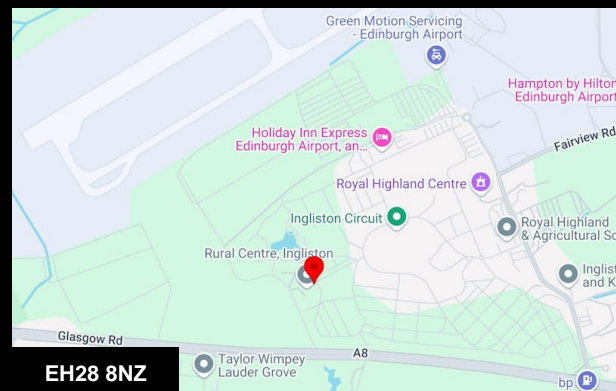 Green Motion Servicing
- Edinburgh Airport
Hampton by Hilton
Edinburgh Airport
Holiday Inn Express
Edinburgh Airport, an...
Fairview Rd
Royal Highland Centre
Ingliston Circuit
Royal Highland
& Agricultural So
Rural Centre, Ingliston
Inglist
and K
Glasgow Rd
A8
Taylor Wimpey
Lauder Grove
bp
EH28 8NZ